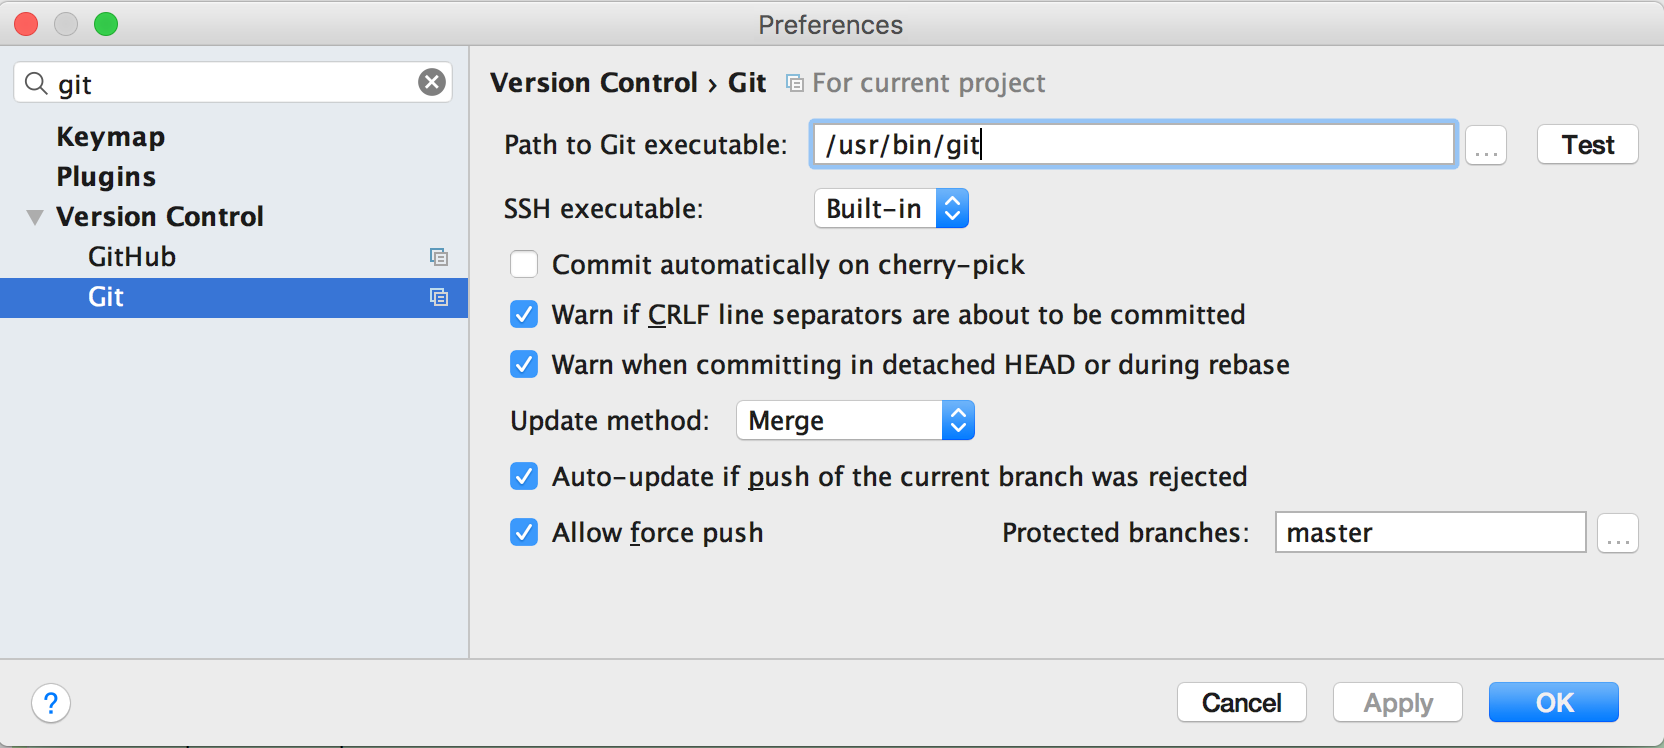 Preferences
git
Keymap
Plugins
Version Control
GitHub
Git
Version Control › Git For current project
Path to Git executable: /usr/bin/git ... Test
SSH executable: Built-in
Commit automatically on cherry-pick
Warn if CRLF line separators are about to be committed
Warn when committing in detached HEAD or during rebase
Update method: Merge
Auto-update if push of the current branch was rejected
Allow force push Protected branches: master ...
? Cancel Apply OK